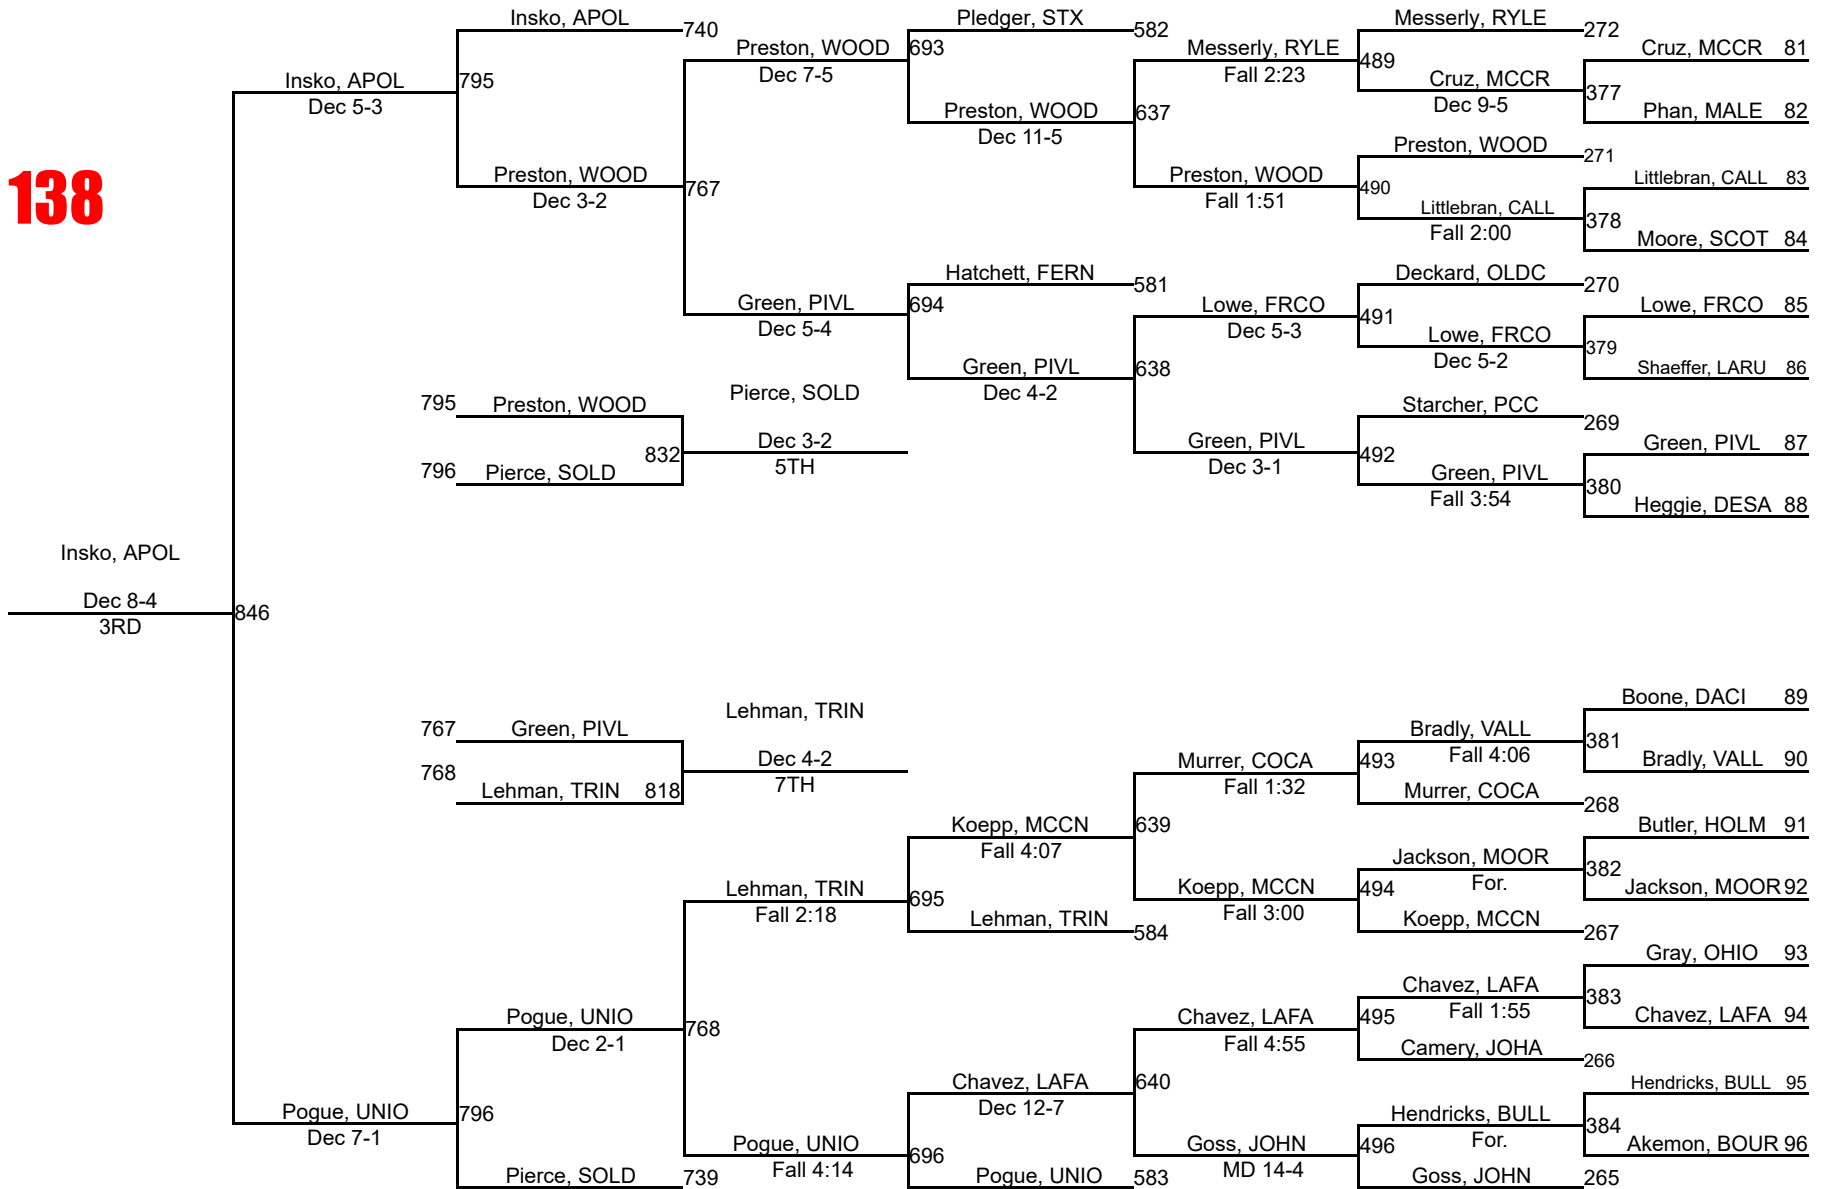 Insko, APOL
740
Pledger, STX
582
Messerly, RYLE
272
Preston, WOOD
693
Messerly, RYLE
489
Cruz, MCCR 81
Insko, APOL
795
Dec 7-5
Fall 2:23
Cruz, MCCR
377
Dec 5-3
Dec 9-5
Preston, WOOD
637
Phan, MALE 82
Dec 11-5
Preston, WOOD
271
138
Preston, WOOD
767
Preston, WOOD
490
Littlebran, CALL 83
Dec 3-2
Fall 1:51
Littlebran, CALL
378
Fall 2:00
Moore, SCOT 84
Hatchett, FERN
581
Deckard, OLDC
270
Green, PIVL
694
Lowe, FRCO
491
Lowe, FRCO 85
Dec 5-4
Dec 5-3
Lowe, FRCO
379
Dec 5-2
Green, PIVL
638
Shaeffer, LARU 86
Dec 4-2
795
Preston, WOOD
Pierce, SOLD
Starcher, PCC
269
832
Dec 3-2
5TH
Green, PIVL
492
Green, PIVL 87
Dec 3-1
796
Pierce, SOLD
Green, PIVL
380
Fall 3:54
Heggie, DESA 88
Insko, APOL
Dec 8-4
846
3RD
Boone, DACI 89
767
Green, PIVL
Lehman, TRIN
Bradly, VALL
381
Fall 4:06
768
Dec 4-2
Murrer, COCA
493
Bradly, VALL 90
Lehman, TRIN 818
7TH
Fall 1:32
Murrer, COCA
268
Koepp, MCCN
639
Butler, HOLM 91
Fall 4:07
Jackson, MOOR
382
For.
Lehman, TRIN
695
Koepp, MCCN
494
Jackson, MOOR 92
Fall 2:18
Fall 3:00
Lehman, TRIN
584
Koepp, MCCN
267
Gray, OHIO 93
Chavez, LAFA
383
Fall 1:55
Pogue, UNIO
768
Chavez, LAFA
495
Chavez, LAFA 94
Dec 2-1
Fall 4:55
Camery, JOHA
266
Chavez, LAFA
640
Hendricks, BULL 95
Dec 12-7
Pogue, UNIO
796
Hendricks, BULL
384
Dec 7-1
For.
Pogue, UNIO
696
Goss, JOHN
496
Akemon, BOUR 96
Fall 4:14
MD 14-4
Pierce, SOLD
739
Pogue, UNIO
583
Goss, JOHN
265